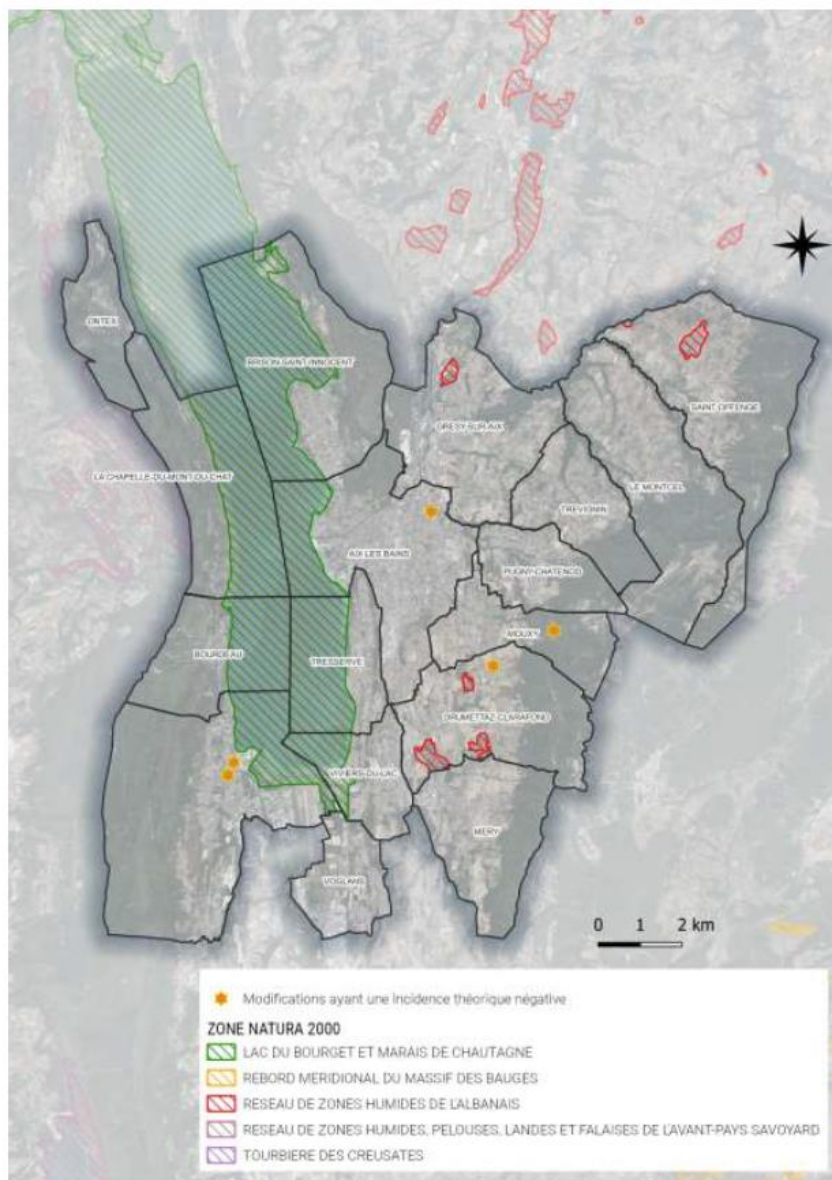 ONTEX
BRISON-SAINT-INNOCENT
GRESY-SUR-AIX
SAINT-OFFENGE
LA CHAPELLE-DU-MONT-DU-CHAT
LE MONTCEL
TREVIGNIN
AIX LES BAINS
PUGNY-CHATENOD
MOUXY
BOURDEAU
TRESSERVE
DRUMETTAZ-CLARAFOND
VIVIERS-DU-LAC
MERY
VOGLANS
0 1 2 km
Modifications ayant une incidence théorique négative
ZONE NATURA 2000
LAC DU BOURGET ET MARAIS DE CHAUTAGNE
REBORD MERIDIONAL DU MASSIF DES BAUGES
RESEAU DE ZONES HUMIDES DE L'ALBANAIS
RESEAU DE ZONES HUMIDES, PELOUSES, LANDES ET FALAISES DE L'AVANT-PAYS SAVOYARD
TOURBIERE DES CREUSATES